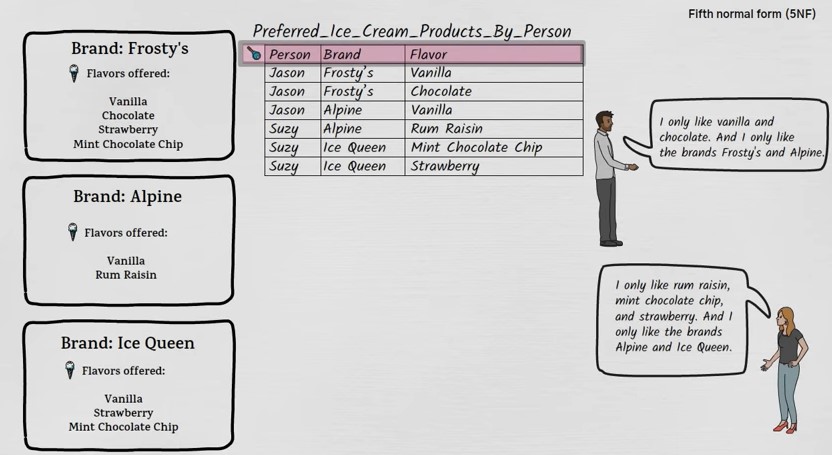 Fifth normal form (5NF)
Brand: Frosty's
Flavors offered:
Vanilla
Chocolate
Strawberry
Mint Chocolate Chip
Brand: Alpine
Flavors offered:
Vanilla
Rum Raisin
Brand: Ice Queen
Flavors offered:
Vanilla
Strawberry
Mint Chocolate Chip
Preferred_Ice_Cream_Products_By_Person
Person Brand Flavor
Jason Frosty's Vanilla
Jason Frosty's Chocolate
Jason Alpine Vanilla
Suzy Alpine Rum Raisin
Suzy Ice Queen Mint Chocolate Chip
Suzy Ice Queen Strawberry
I only like vanilla and
chocolate. And I only like
the brands Frosty's and Alpine.
I only like rum raisin,
mint chocolate chip,
and strawberry. And I
only like the brands
Alpine and Ice Queen.